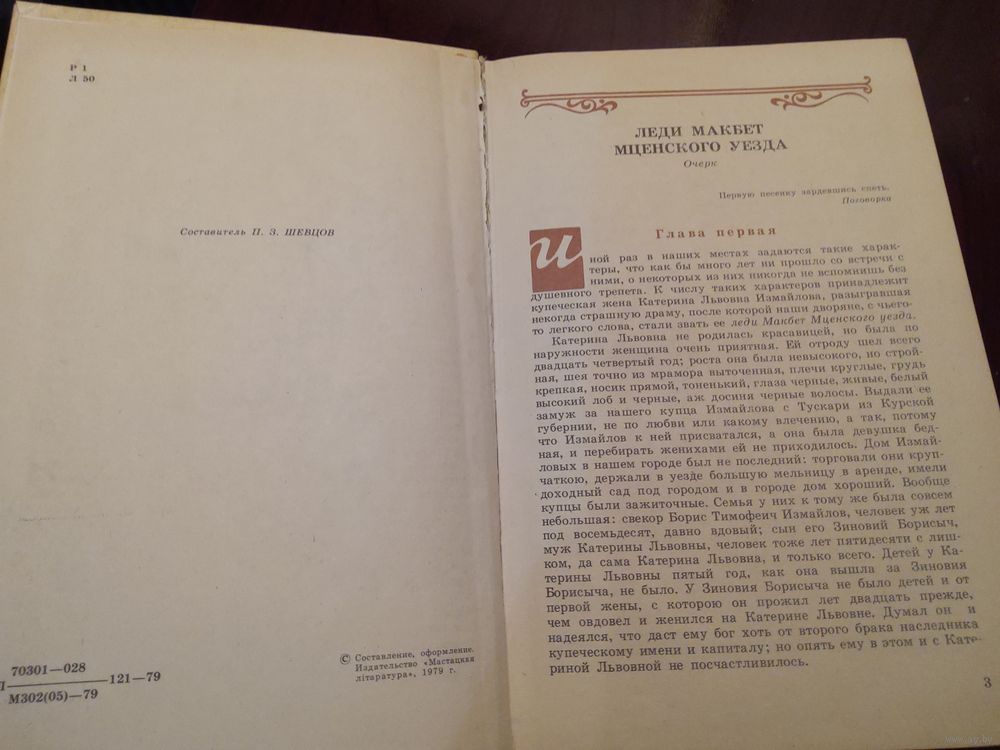 Р 1
Л 50
Составитель П. З. ШЕВЦОВ
70301—028
———121—79
М302(05)—79
© Составление, оформление.
Издательство «Мастацкая
літаратура», 1979 г.
ЛЕДИ МАКБЕТ
МЦЕНСКОГО УЕЗДА
Очерк
Первую песенку зардевшись спеть.
Поговорка
Глава первая
Иной раз в наших местах задаются такие харак-
теры, что как бы много лет ни прошло со встречи с
ними, о некоторых из них никогда не вспомнишь без
душевного трепета. К числу таких характеров принадлежит
купеческая жена Катерина Львовна Измайлова, разыгравшая
некогда страшную драму, после которой наши дворяне, с чьего-
то легкого слова, стали звать ее леди Макбет Мценского уезда.
Катерина Львовна не родилась красавицей, но была по
наружности женщина очень приятная. Ей отроду шел всего
двадцать четвертый год; роста она была невысокого, но строй-
ная, шея точно из мрамора выточенная, плечи круглые, грудь
крепкая, носик прямой, тоненький, глаза черные, живые, белый
высокий лоб и черные, аж досиня черные волосы. Выдали ее
замуж за нашего купца Измайлова с Тускари из Курской
губернии, не по любви или какому влечению, а так, потому
что Измайлов к ней присватался, а она была девушка бед-
ная, и перебирать женихами ей не приходилось. Дом Измай-
ловых в нашем городе был не последний: торговали они круп-
чаткою, держали в уезде большую мельницу в аренде, имели
доходный сад под городом и в городе дом хороший. Вообще
купцы были зажиточные. Семья у них к тому же была совсем
небольшая: свекор Борис Тимофеич Измайлов, человек уж лет
под восемьдесят, давно вдовый; сын его Зиновий Борисыч,
муж Катерины Львовны, человек тоже лет пятидесяти с лиш-
ком, да сама Катерина Львовна, и только всего. Детей у Ка-
терины Львовны пятый год, как она вышла за Зиновия
Борисыча, не было. У Зиновия Борисыча не было детей и от
первой жены, с которою он прожил лет двадцать прежде,
чем овдовел и женился на Катерине Львовне. Думал он и
надеялся, что даст ему бог хоть от второго брака наследника
купеческому имени и капиталу; но опять ему в этом и с Кате-
риной Львовной не посчастливилось.
3
www.ay.by